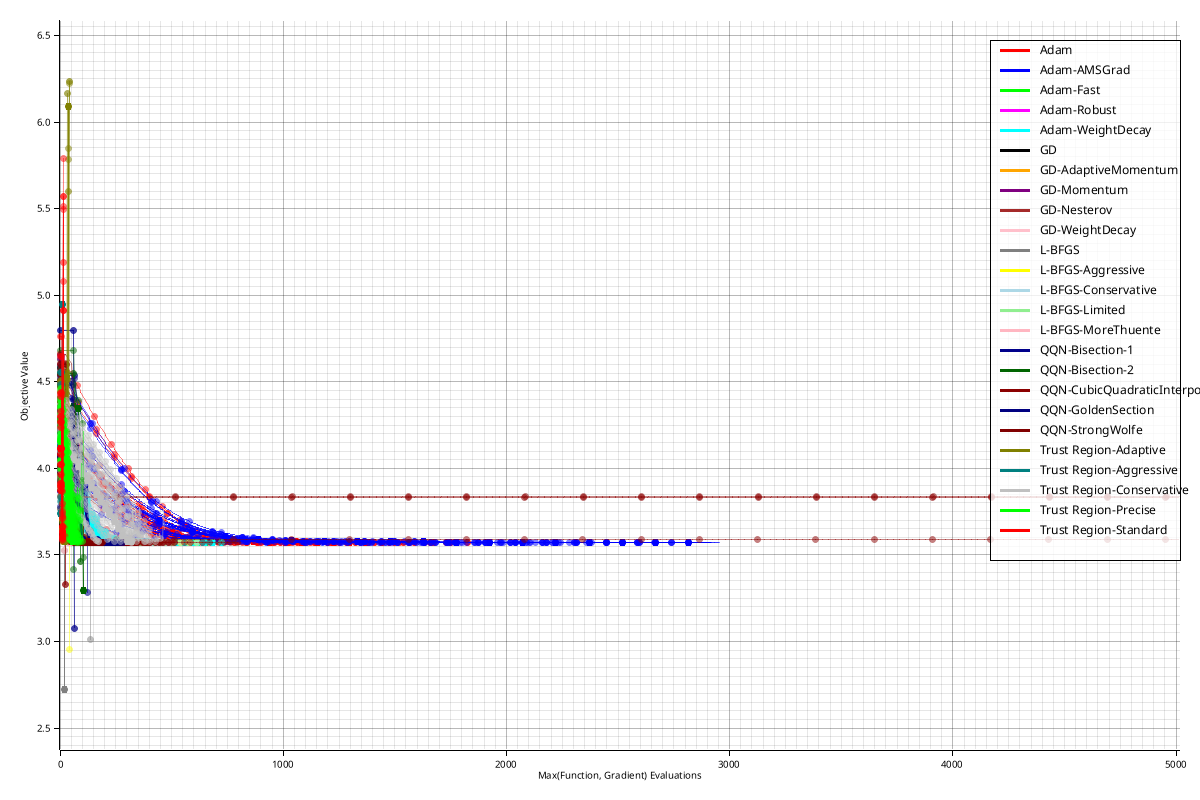 6.5
6.0
5.5
5.0
4.5
4.0
3.5
3.0
2.5
Objective Value
0
1000
2000
3000
4000
5000
Max(Function, Gradient) Evaluations
Adam
Adam-AMSGrad
Adam-Fast
Adam-Robust
Adam-WeightDecay
GD
GD-AdaptiveMomentum
GD-Momentum
GD-Nesterov
GD-WeightDecay
L-BFGS
L-BFGS-Aggressive
L-BFGS-Conservative
L-BFGS-Limited
L-BFGS-MoreThuente
QQN-Bisection-1
QQN-Bisection-2
QQN-CubicQuadraticInterpo
QQN-GoldenSection
QQN-StrongWolfe
Trust Region-Adaptive
Trust Region-Aggressive
Trust Region-Conservative
Trust Region-Precise
Trust Region-Standard